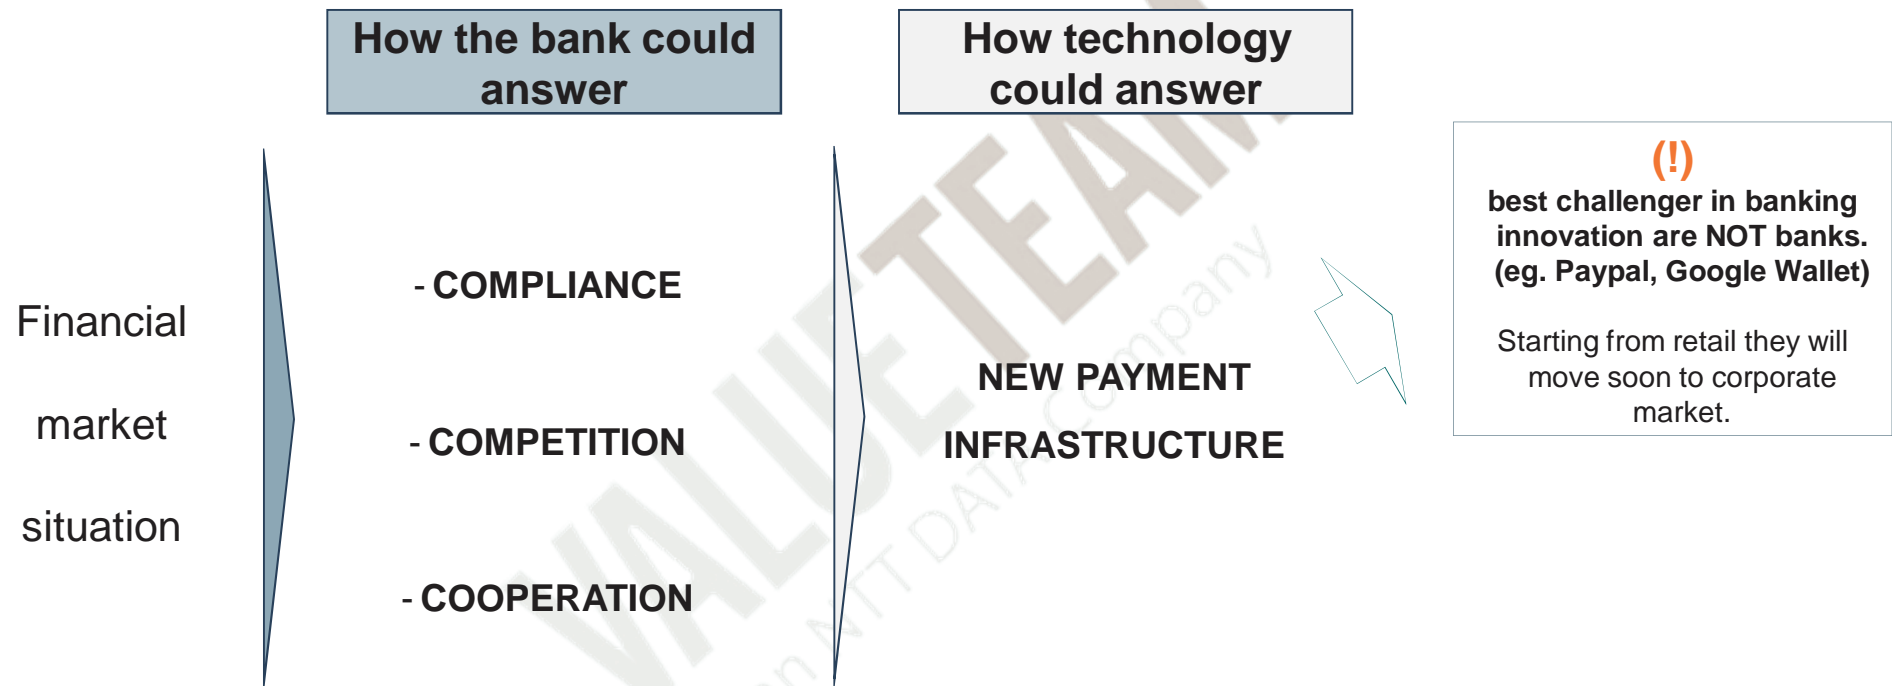 How the bank could
answer
How technology
could answer
Financial
market
situation
- COMPLIANCE
- COMPETITION
- COOPERATION
NEW PAYMENT
INFRASTRUCTURE
(!)
best challenger in banking
innovation are NOT banks.
(eg. Paypal, Google Wallet)
Starting from retail they will
move soon to corporate
market.
VALUETEAM
an NTT DATA Company